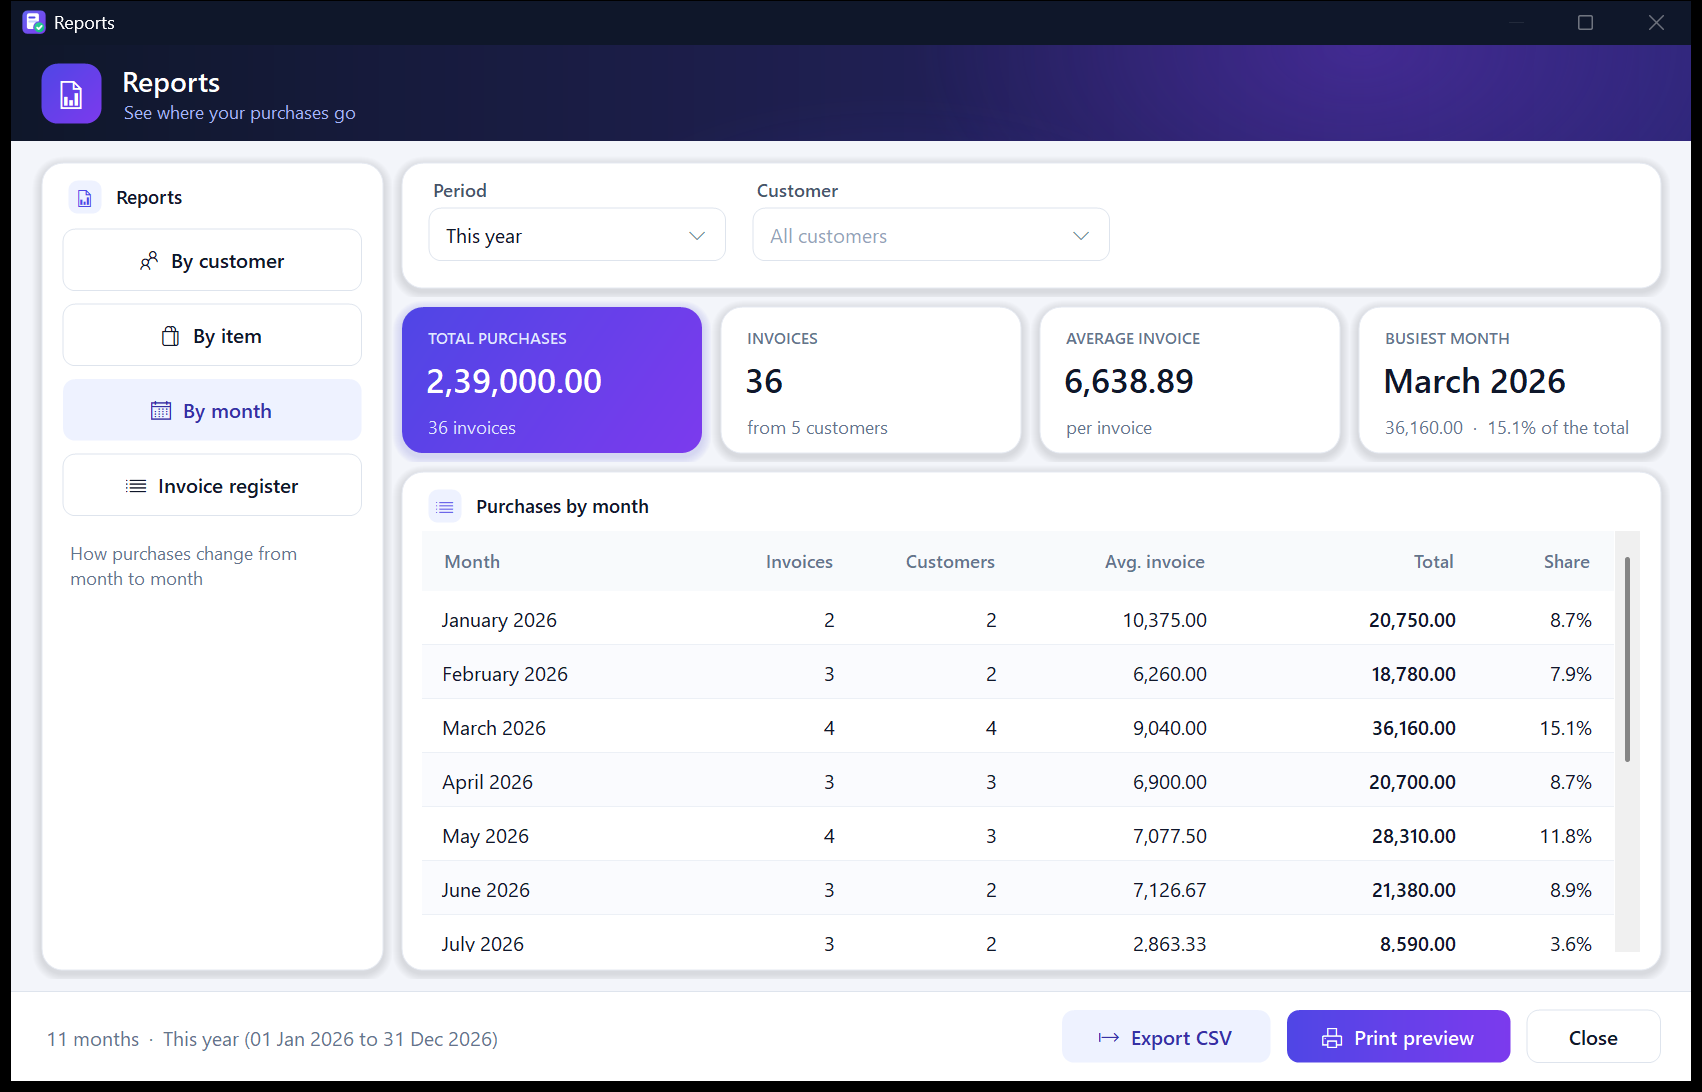 Reports
Reports
See where your purchases go
Reports
By customer
By item
By month
Invoice register
How purchases change from
month to month
Period
Customer
This year
All customers
TOTAL PURCHASES
2,39,000.00
36 invoices
INVOICES
36
from 5 customers
AVERAGE INVOICE
6,638.89
per invoice
BUSIEST MONTH
March 2026
36,160.00 · 15.1% of the total
Purchases by month
Month Invoices Customers Avg. invoice Total Share
January 2026 2 2 10,375.00 20,750.00 8.7%
February 2026 3 2 6,260.00 18,780.00 7.9%
March 2026 4 4 9,040.00 36,160.00 15.1%
April 2026 3 3 6,900.00 20,700.00 8.7%
May 2026 4 3 7,077.50 28,310.00 11.8%
June 2026 3 2 7,126.67 21,380.00 8.9%
July 2026 3 2 2,863.33 8,590.00 3.6%
11 months · This year (01 Jan 2026 to 31 Dec 2026)
Export CSV
Print preview
Close